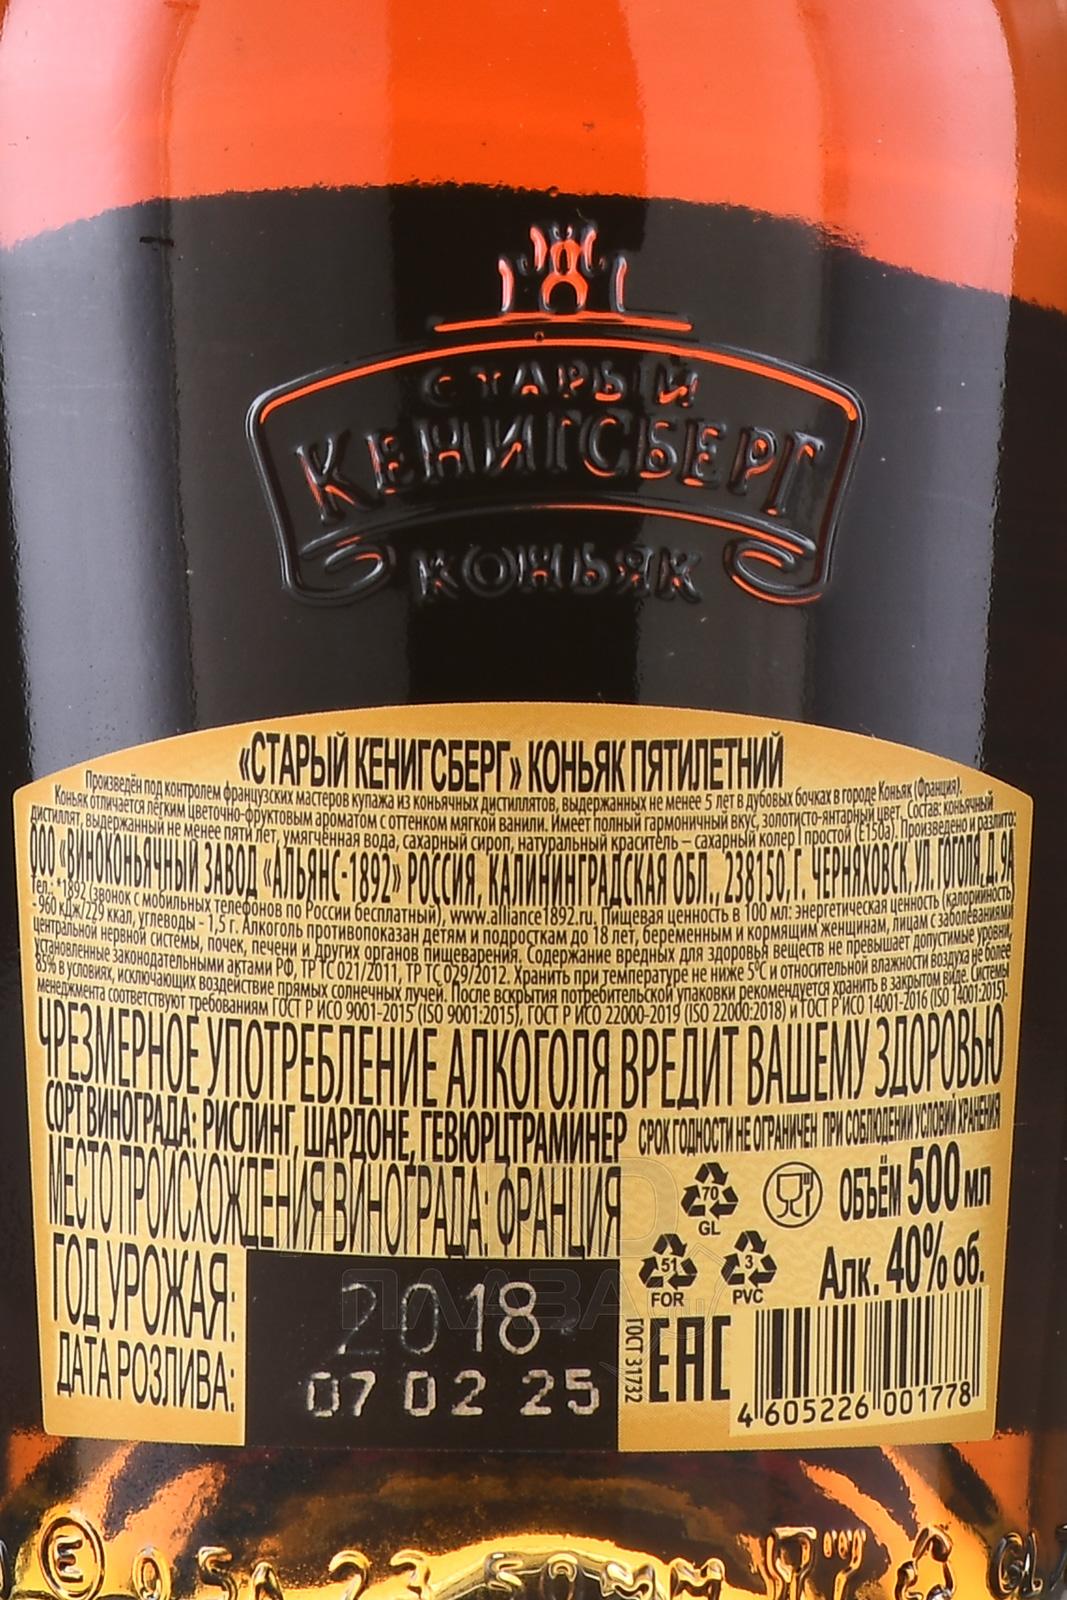 СТАРЫЙ
КЕНИГСБЕРГ
КОНЬЯК
«СТАРЫЙ КЕНИГСБЕРГ» КОНЬЯК ПЯТИЛЕТНИЙ
Произведён под контролем французских мастеров купажа из коньячных дистиллятов, выдержанных не менее 5 лет в дубовых бочках в городе Коньяк (Франция).
Коньяк отличается лёгким цветочно-фруктовым ароматом с оттенком мягкой ванили. Имеет полный гармоничный вкус, золотисто-янтарный цвет. Состав: коньячный
дистиллят, выдержанный не менее пяти лет, умягчённая вода, сахарный сироп, натуральный краситель – сахарный колер I простой (Е150а). Произведено и разлито:
ООО «ВИНОКОНЬЯЧНЫЙ ЗАВОД «АЛЬЯНС-1892» РОССИЯ, КАЛИНИНГРАДСКАЯ ОБЛ., 238150, Г. ЧЕРНЯХОВСК, УЛ. ГОГОЛЯ, Д. 9А
Тел.: *1892 (звонок с мобильных телефонов по России бесплатный), www.alliance1892.ru. Пищевая ценность в 100 мл: энергетическая ценность (калорийность)
- 960 кДж/229 ккал, углеводы - 1,5 г. Алкоголь противопоказан детям и подросткам до 18 лет, беременным и кормящим женщинам, лицам с заболеваниями
центральной нервной системы, почек, печени и других органов пищеварения. Содержание вредных для здоровья веществ не превышает допустимые уровни,
установленные законодательными актами РФ, ТР ТС 021/2011, ТР ТС 029/2012. Хранить при температуре не ниже 5°С и относительной влажности воздуха не более
85% в условиях, исключающих воздействие прямых солнечных лучей. После вскрытия потребительской упаковки рекомендуется хранить в закрытом виде. Системы
менеджмента соответствуют требованиям ГОСТ Р ИСО 9001-2015 (ISO 9001:2015), ГОСТ Р ИСО 22000-2019 (ISO 22000:2018) и ГОСТ Р ИСО 14001-2016 (ISO 14001:2015).
ЧРЕЗМЕРНОЕ УПОТРЕБЛЕНИЕ АЛКОГОЛЯ ВРЕДИТ ВАШЕМУ ЗДОРОВЬЮ
СОРТ ВИНОГРАДА: РИСЛИНГ, ШАРДОНЕ, ГЕВЮРЦТРАМИНЕР
СРОК ГОДНОСТИ НЕ ОГРАНИЧЕН ПРИ СОБЛЮДЕНИИ УСЛОВИЙ ХРАНЕНИЯ
МЕСТО ПРОИСХОЖДЕНИЯ ВИНОГРАДА: ФРАНЦИЯ
70
GL
ОБЪЁМ 500 мл
51
FOR
3
PVC
Алк. 40% об.
ГОД УРОЖАЯ: 2018
ДАТА РОЗЛИВА: 07 02 25
ГОСТ 31732
ЕАС
4 605226 001778